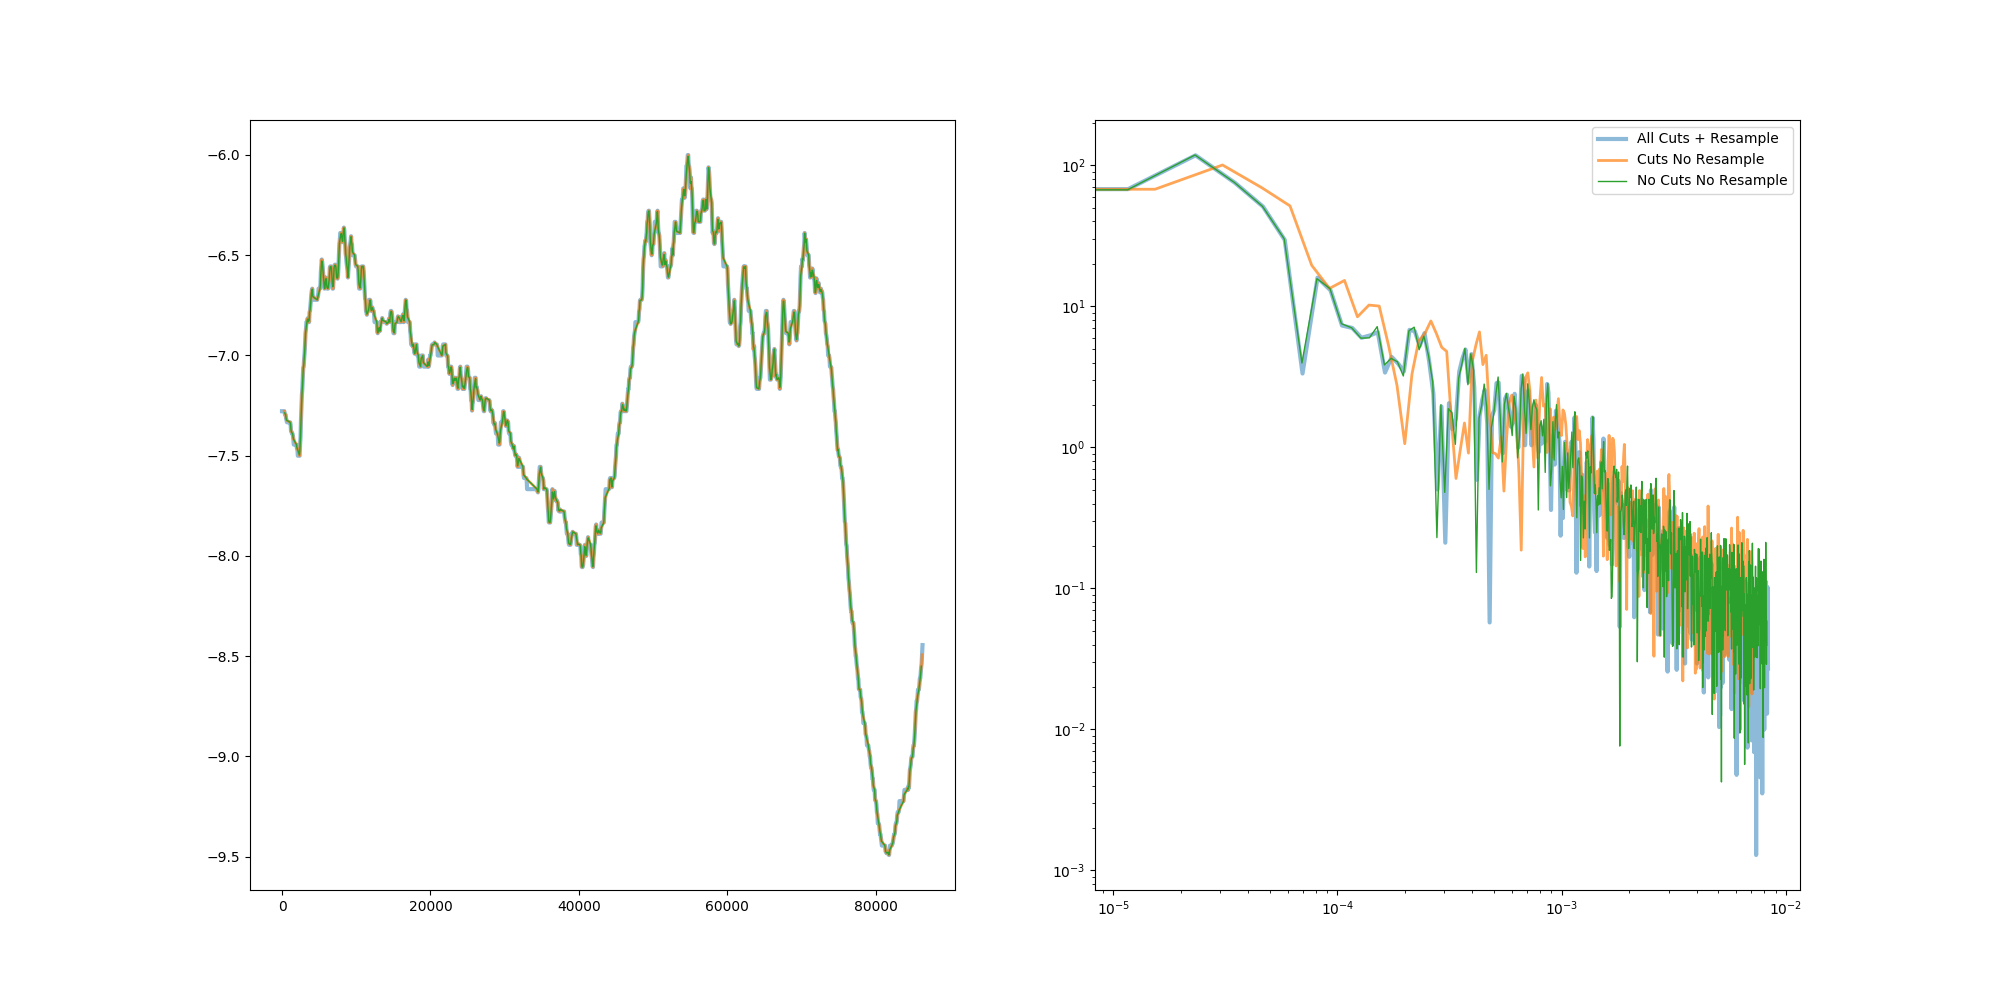 −6.0
−6.5
−7.0
−7.5
−8.0
−8.5
−9.0
−9.5
0 20000 40000 60000 80000
10²
10¹
10⁰
10⁻¹
10⁻²
10⁻³
10⁻⁵ 10⁻⁴ 10⁻³ 10⁻²
All Cuts + Resample
Cuts No Resample
No Cuts No Resample